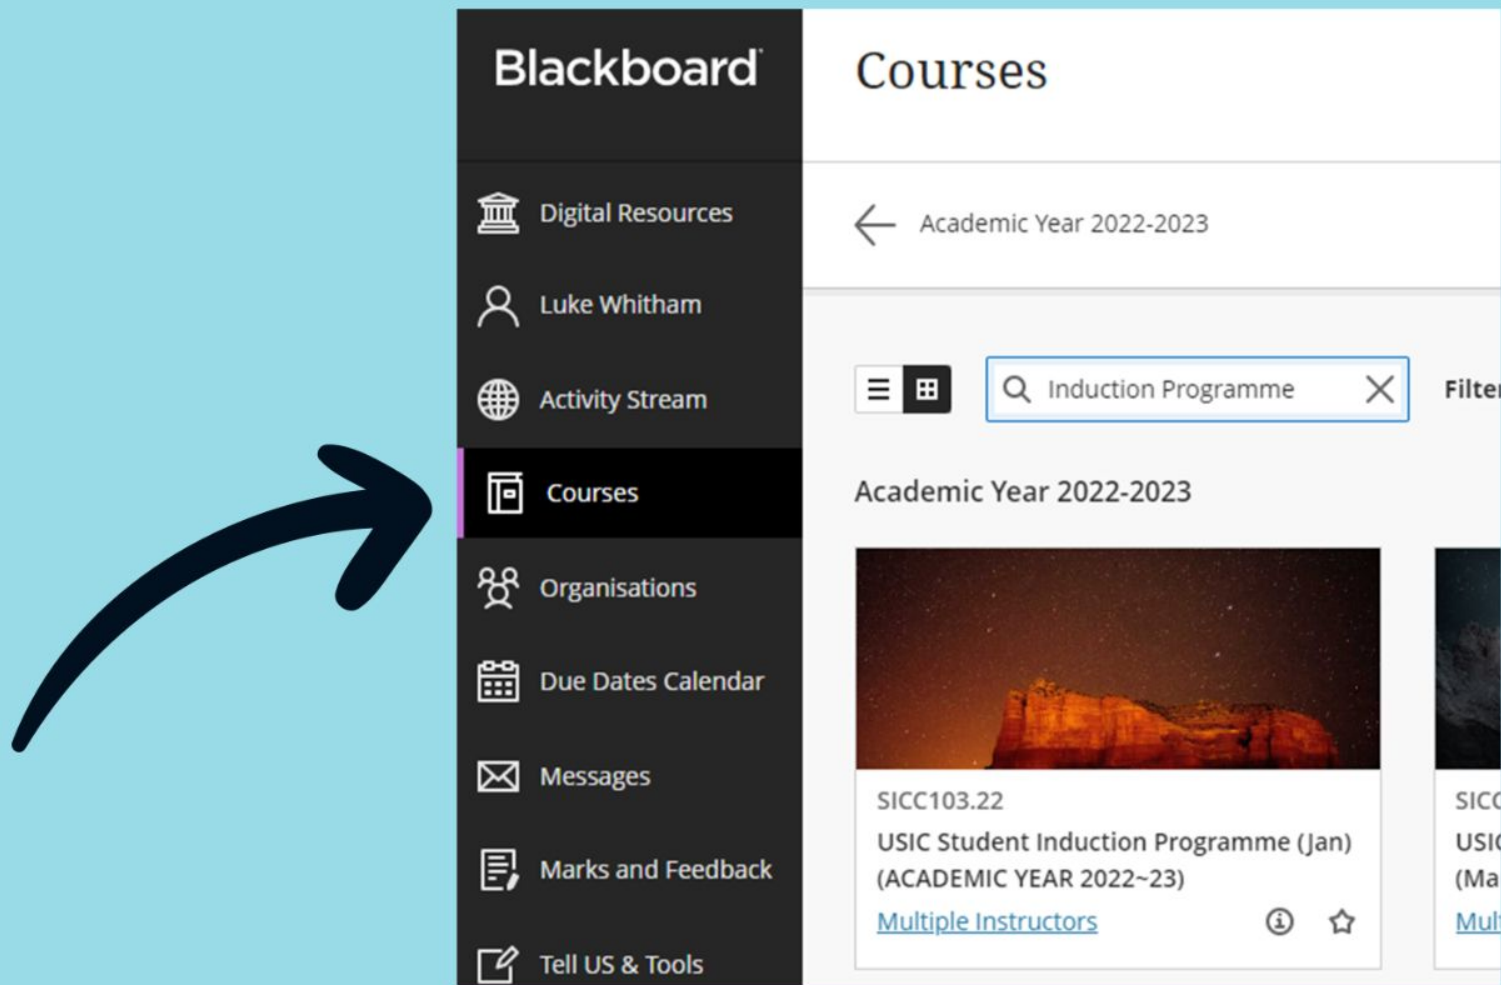 Blackboard
Digital Resources
Luke Whitham
Activity Stream
Courses
Organisations
Due Dates Calendar
Messages
Marks and Feedback
Tell US & Tools
Courses
Academic Year 2022-2023
Induction Programme
Academic Year 2022-2023
SICC103.22
USIC Student Induction Programme (Jan)
(ACADEMIC YEAR 2022~23)
Multiple Instructors